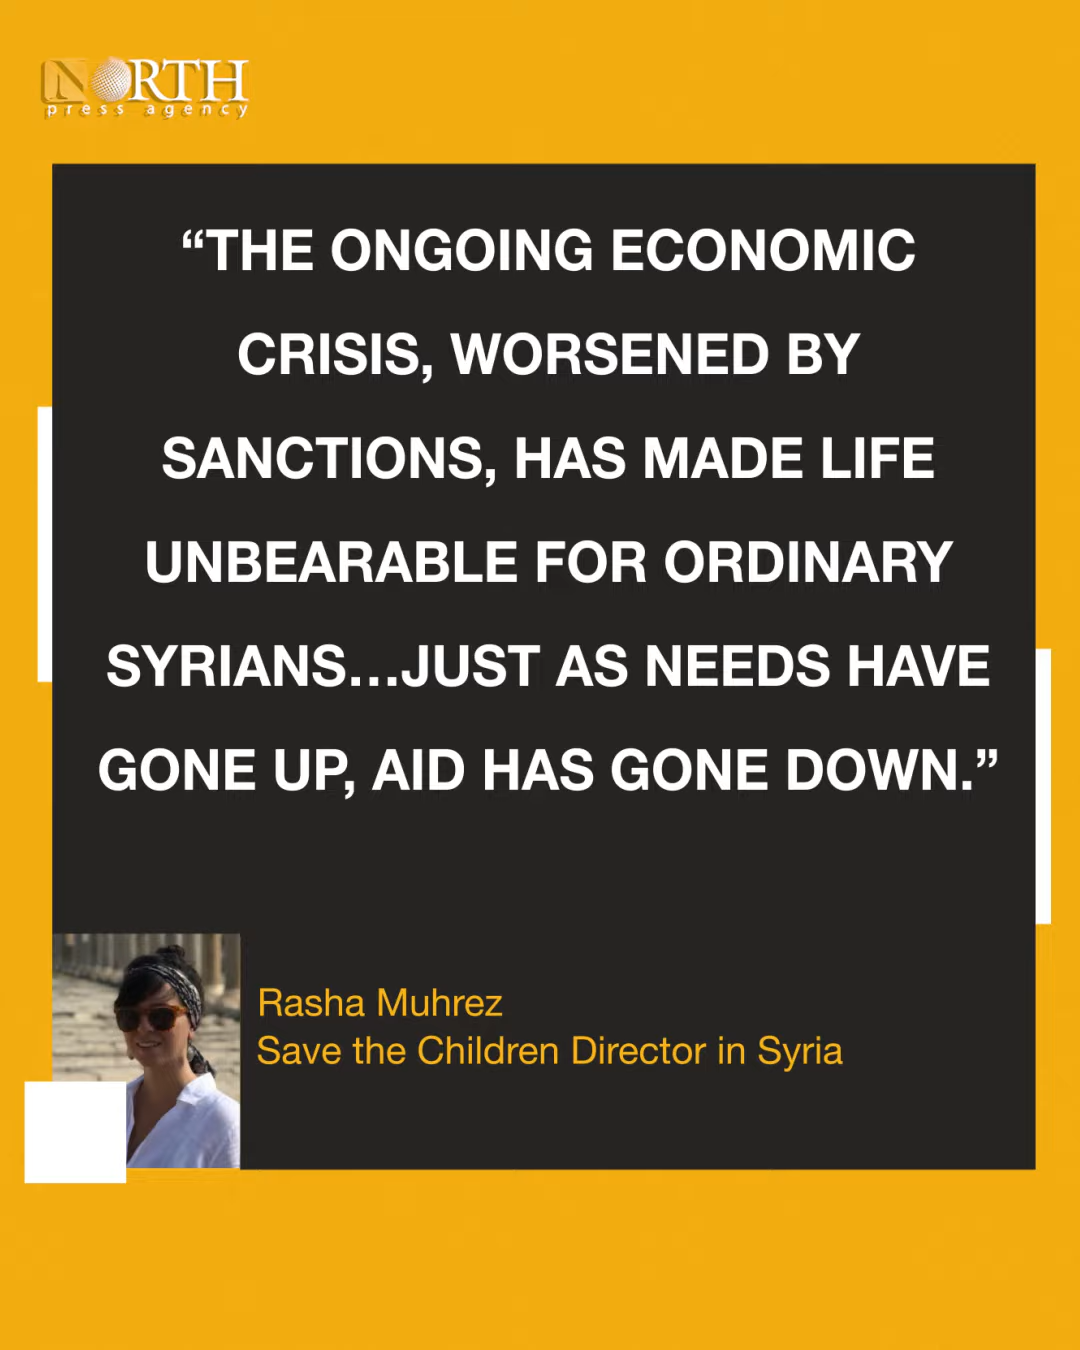 NORTH
press agency
“THE ONGOING ECONOMIC
CRISIS, WORSENED BY
SANCTIONS, HAS MADE LIFE
UNBEARABLE FOR ORDINARY
SYRIANS...JUST AS NEEDS HAVE
GONE UP, AID HAS GONE DOWN.”
Rasha Muhrez
Save the Children Director in Syria